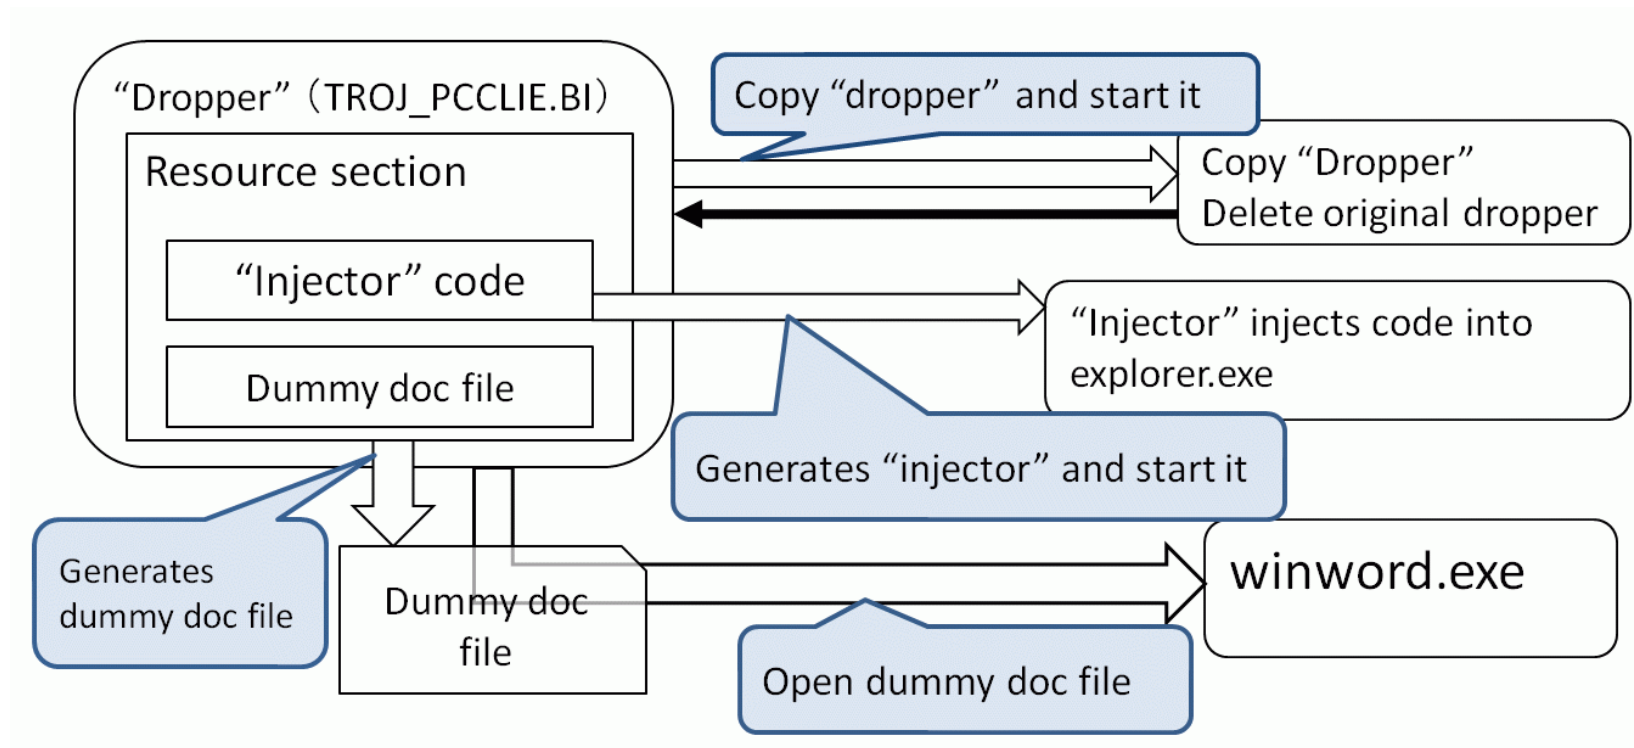 “Dropper”（TROJ_PCCLIE.BI）
Resource section
“Injector” code
Dummy doc file
Copy “dropper” and start it
Copy “Dropper”
Delete original dropper
“Injector” injects code into
explorer.exe
Generates “injector” and start it
Generates
dummy doc file
Dummy doc
file
winword.exe
Open dummy doc file